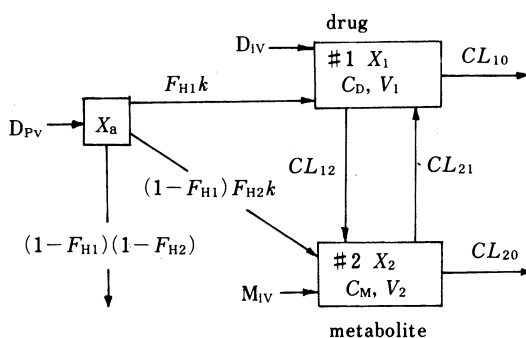 drug
D_IV
#1 X_1
C_D, V_1
CL_10
F_H1 k
D_PV
X_a
CL_12
CL_21
(1−F_H1) F_H2 k
(1−F_H1)(1−F_H2)
#2 X_2
C_M, V_2
CL_20
M_IV
metabolite